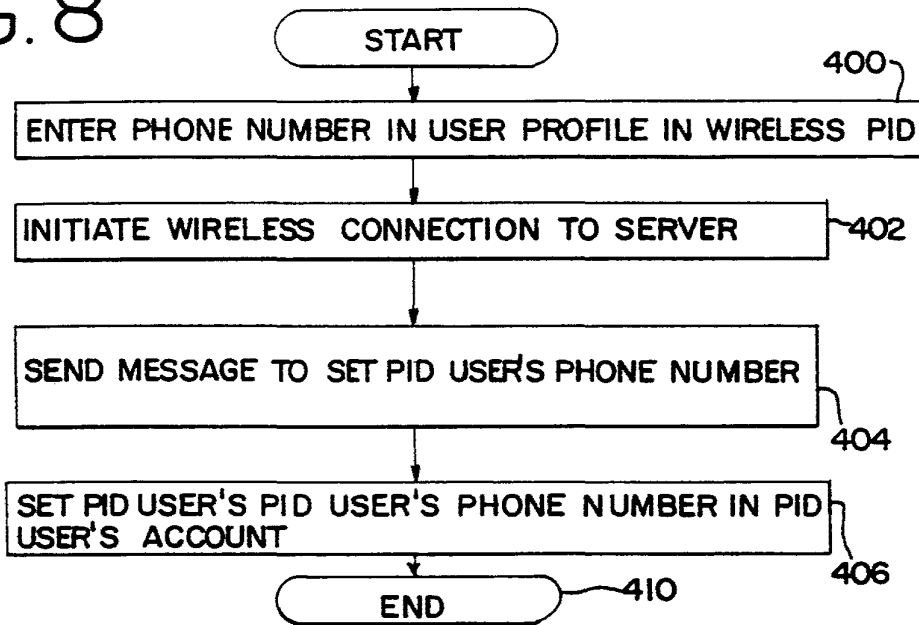 G. 8
START
400
ENTER PHONE NUMBER IN USER PROFILE IN WIRELESS PID
INITIATE WIRELESS CONNECTION TO SERVER
402
SEND MESSAGE TO SET PID USER'S PHONE NUMBER
404
SET PID USER'S PID USER'S PHONE NUMBER IN PID
USER'S ACCOUNT
406
END
410